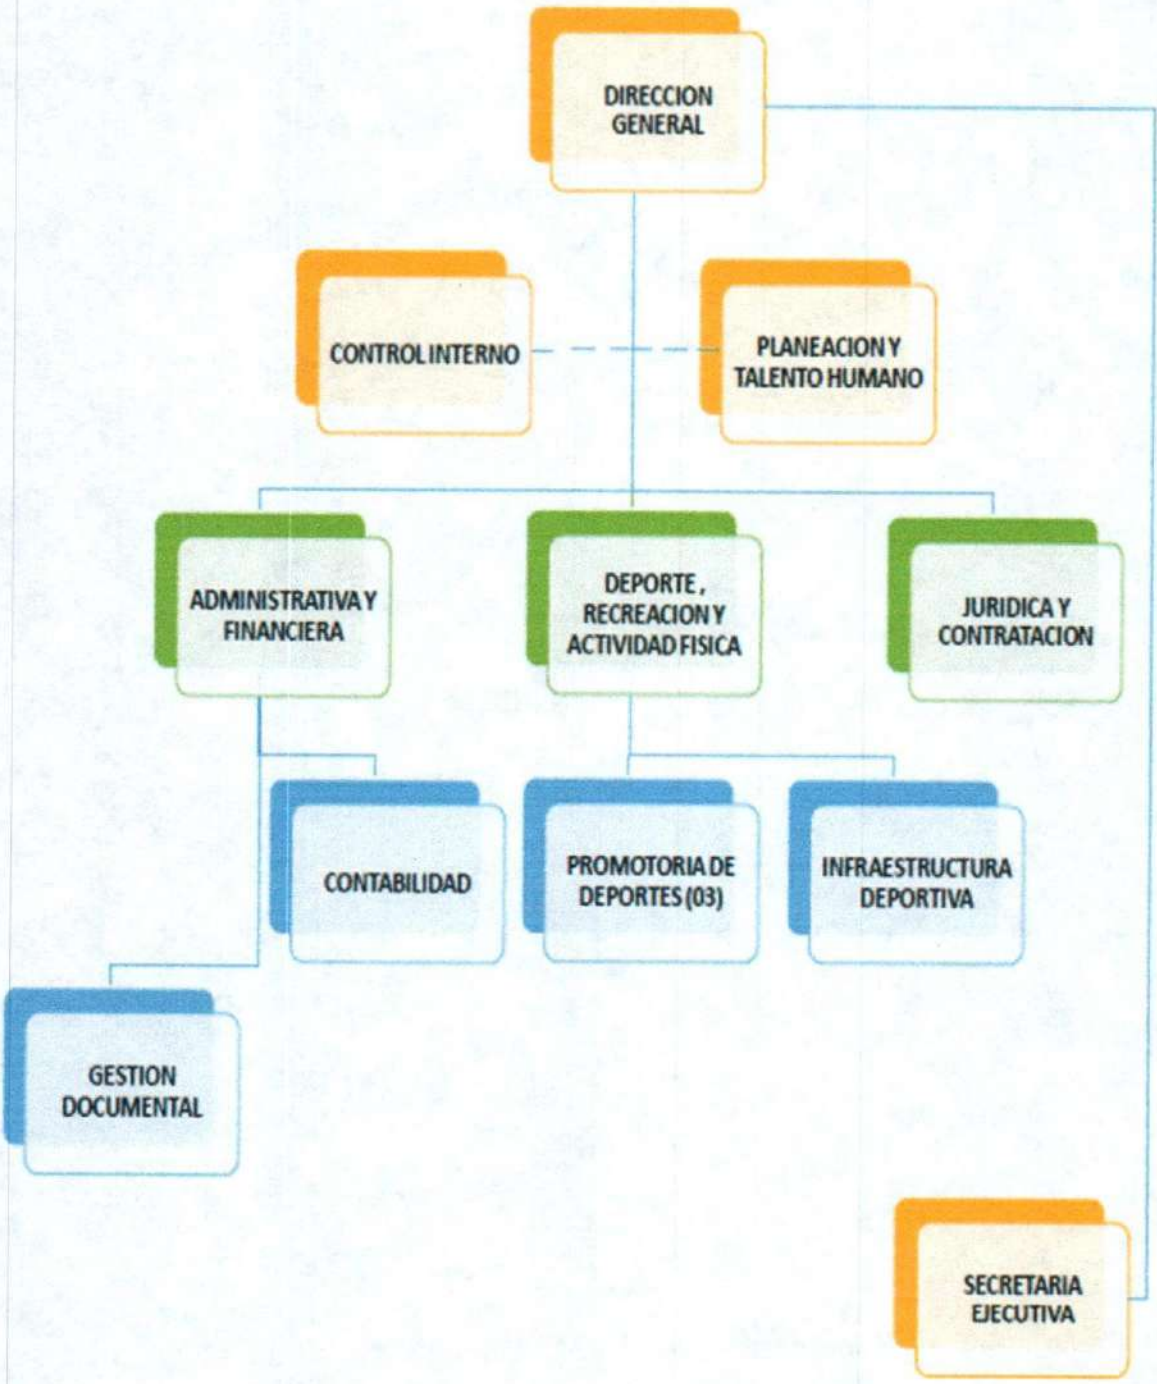 DIRECCION
GENERAL
CONTROL INTERNO
PLANEACION Y
TALENTO HUMANO
ADMINISTRATIVA Y
FINANCIERA
DEPORTE ,
RECREACION Y
ACTIVIDAD FISICA
JURIDICA Y
CONTRATACION
CONTABILIDAD
PROMOTORIA DE
DEPORTES (03)
INFRAESTRUCTURA
DEPORTIVA
GESTION
DOCUMENTAL
SECRETARIA
EJECUTIVA